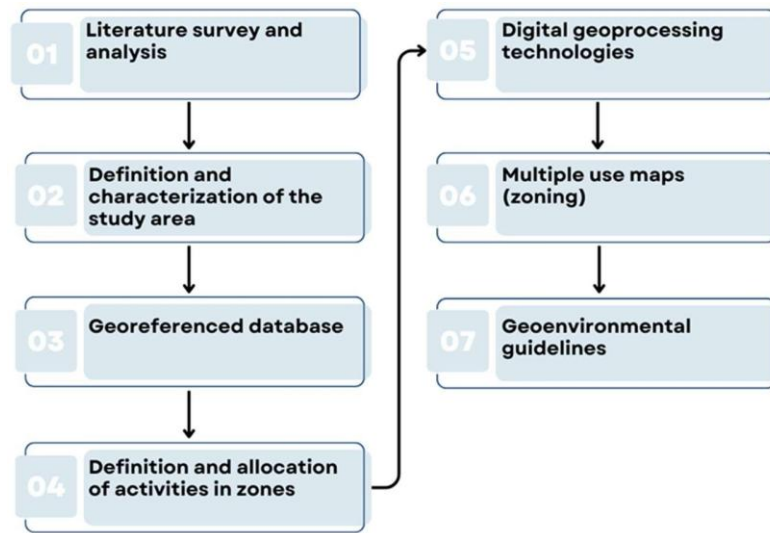 01
Literature survey and
analysis
02
Definition and
characterization of the
study area
03
Georeferenced database
04
Definition and allocation
of activities in zones
05
Digital geoprocessing
technologies
06
Multiple use maps
(zoning)
07
Geoenvironmental
guidelines